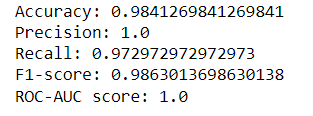 Accuracy: 0.9841269841269841
Precision: 1.0
Recall: 0.972972972972973
F1-score: 0.9863013698630138
ROC-AUC score: 1.0